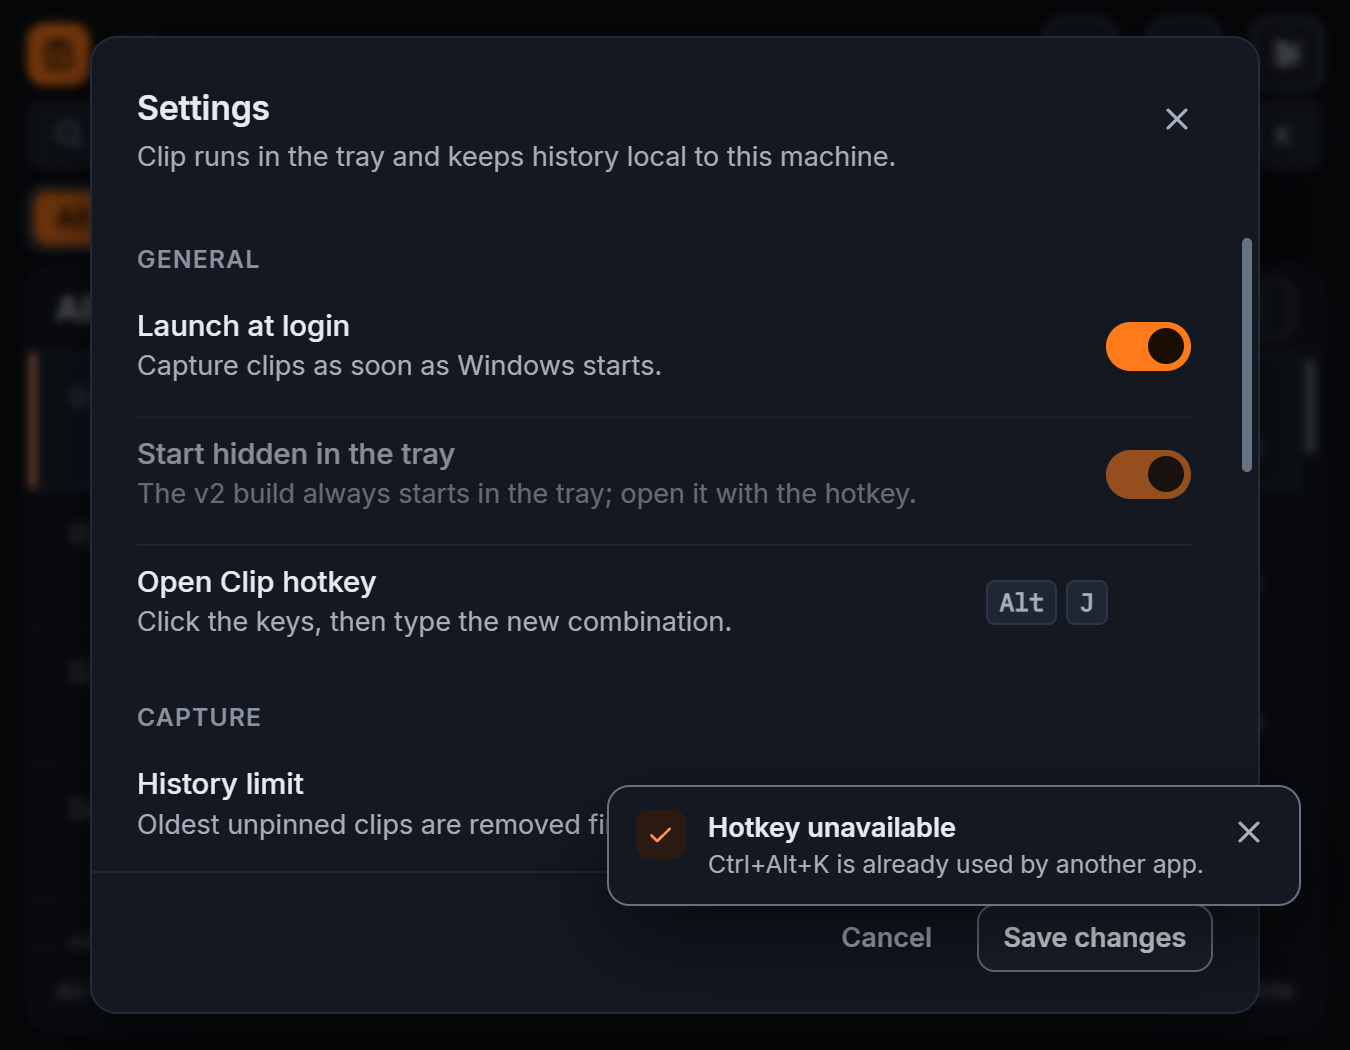 Settings
Clip runs in the tray and keeps history local to this machine.
GENERAL
Launch at login
Capture clips as soon as Windows starts.
Start hidden in the tray
The v2 build always starts in the tray; open it with the hotkey.
Open Clip hotkey
Click the keys, then type the new combination.
Alt J
CAPTURE
History limit
Oldest unpinned clips are removed
Hotkey unavailable
Ctrl+Alt+K is already used by another app.
Cancel
Save changes